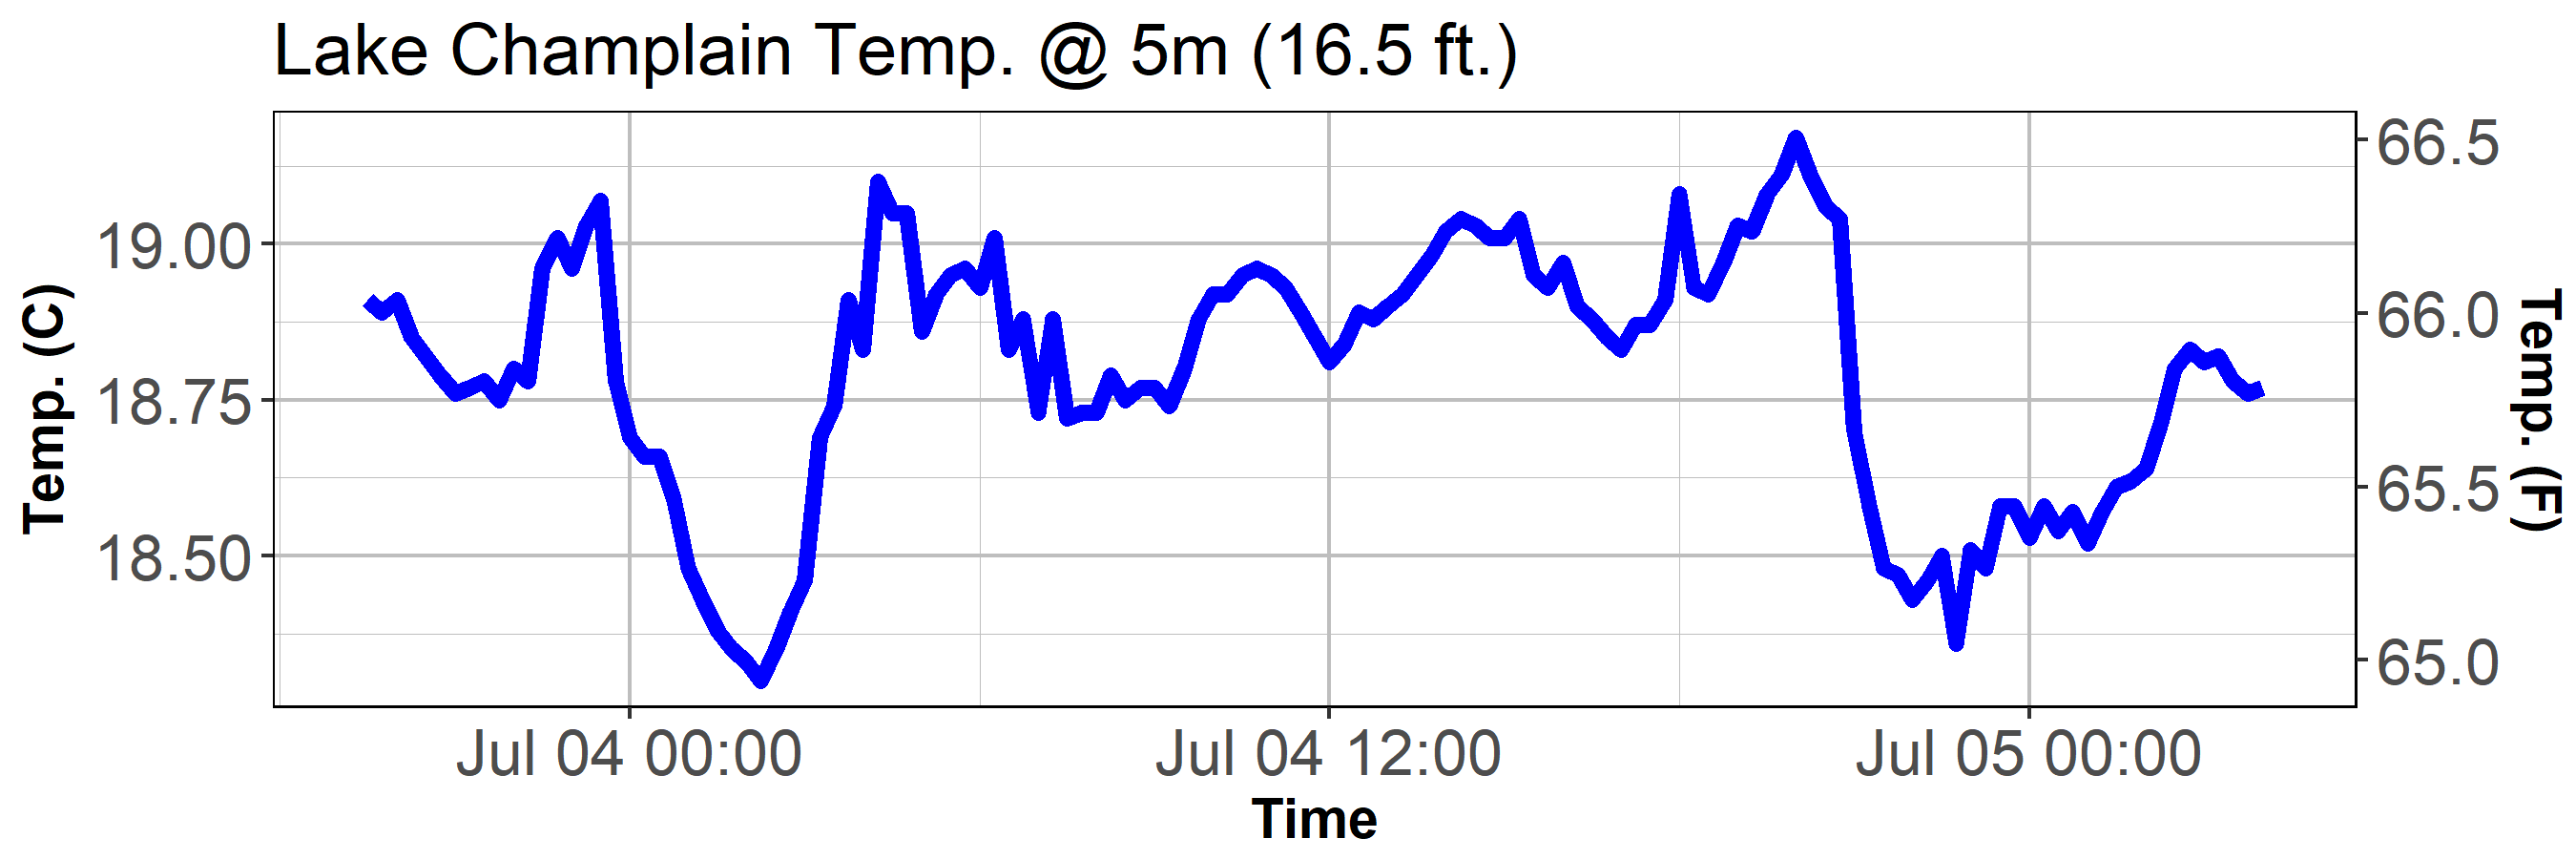 Lake Champlain Temp. @ 5m (16.5 ft.)
Temp. (C)
19.00
18.75
18.50
66.5
66.0
65.5
65.0
Temp. (F)
Jul 04 00:00
Jul 04 12:00
Jul 05 00:00
Time